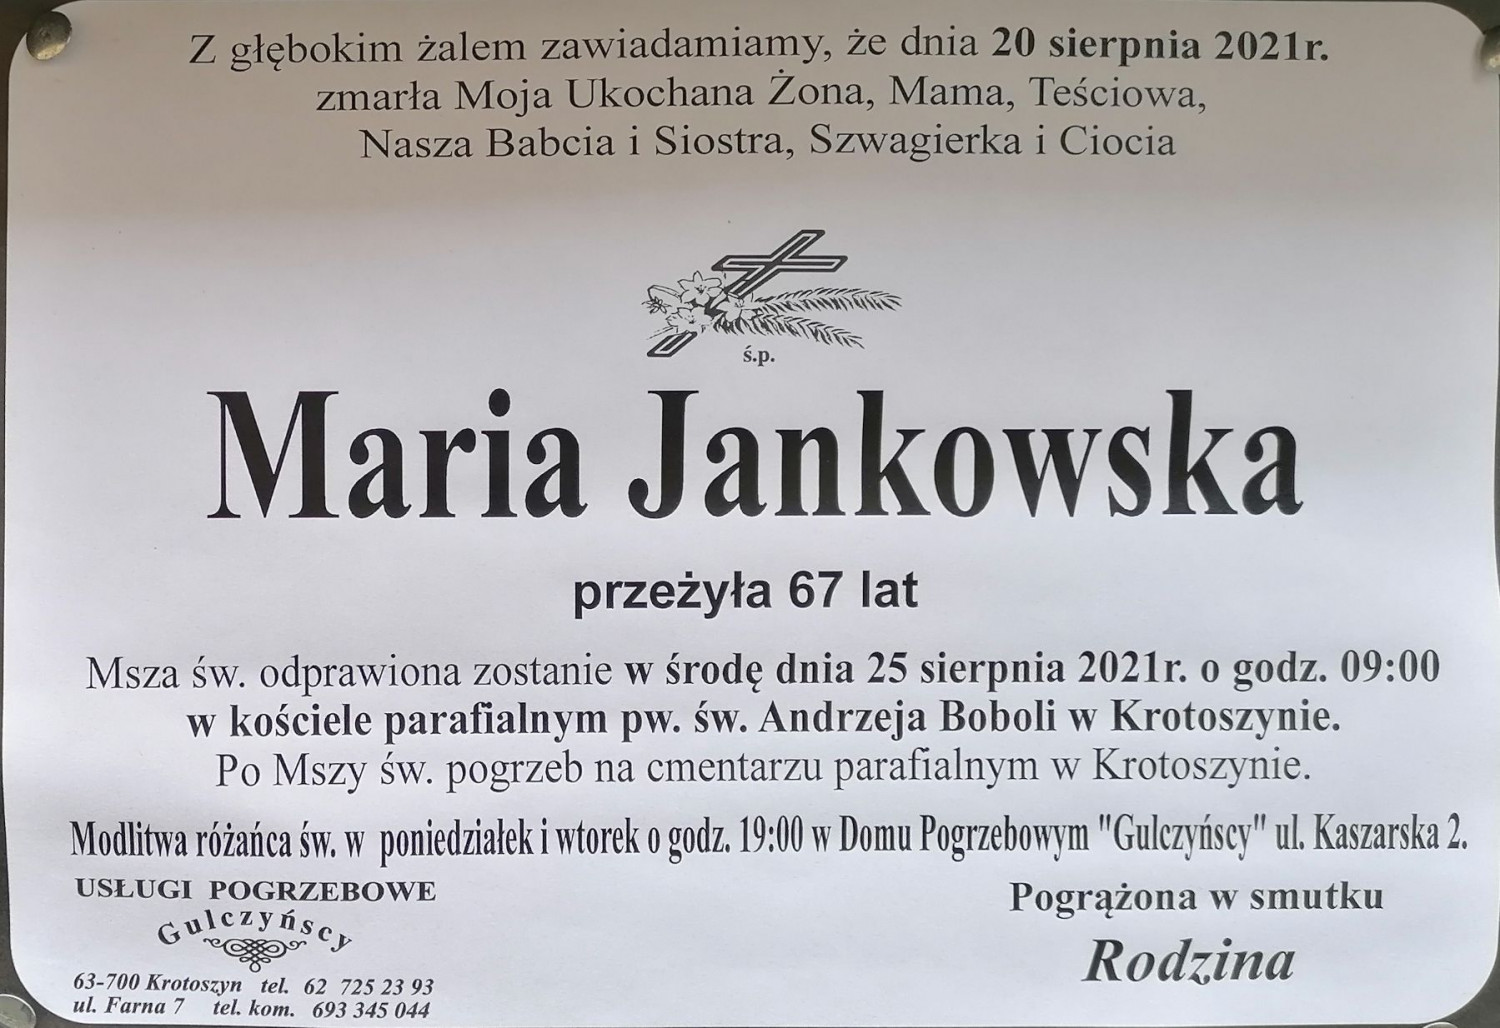 Z głębokim żalem zawiadamiamy, że dnia 20 sierpnia 2021r.
zmarła Moja Ukochana Żona, Mama, Teściowa,
Nasza Babcia i Siostra, Szwagierka i Ciocia
ś.p.
Maria Jankowska
przeżyła 67 lat
Msza św. odprawiona zostanie w środę dnia 25 sierpnia 2021r. o godz. 09:00
w kościele parafialnym pw. św. Andrzeja Boboli w Krotoszynie.
Po Mszy św. pogrzeb na cmentarzu parafialnym w Krotoszynie.
Modlitwa różańca św. w poniedziałek i wtorek o godz. 19:00 w Domu Pogrzebowym "Gulczyńscy" ul. Kaszarska 2.
USŁUGI POGRZEBOWE
Gulczyńscy
63-700 Krotoszyn tel. 62 725 23 93
ul. Farna 7 tel. kom. 693 345 044
Pogrążona w smutku
Rodzina